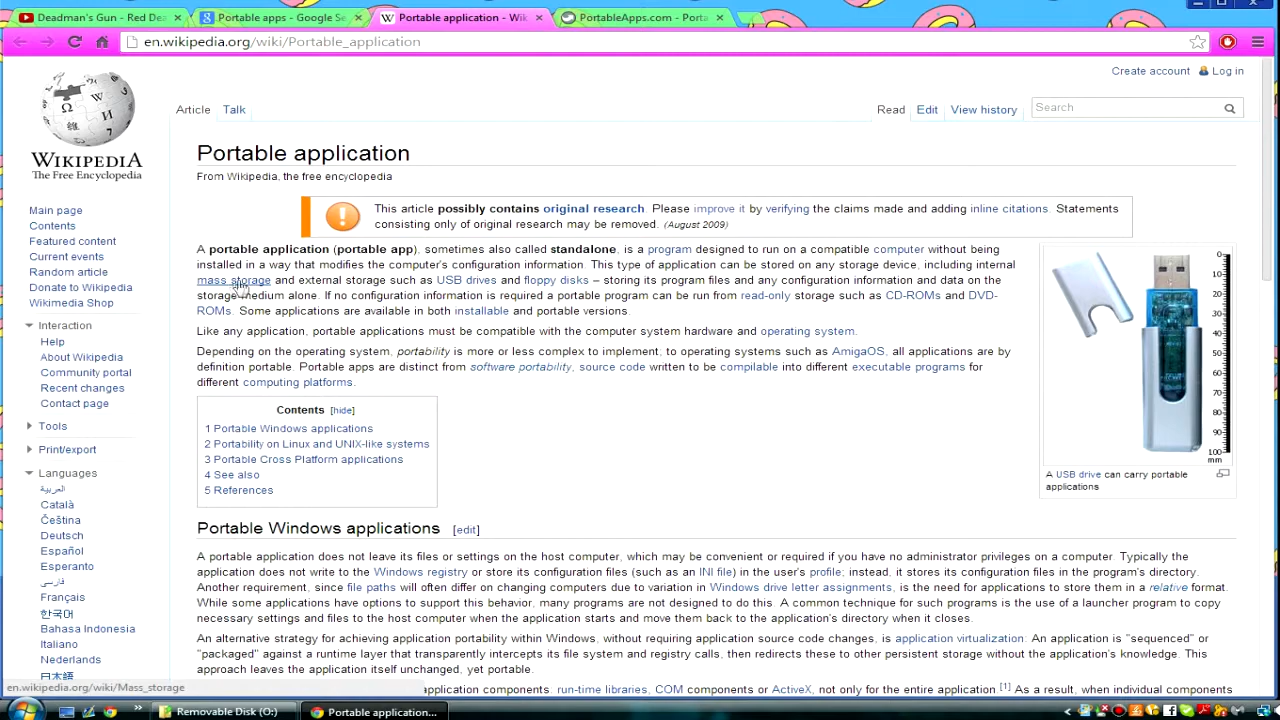 Deadman's Gun - Red Dea
Portable apps - Google Se
Portable application - Wik
PortableApps.com - Porta
en.wikipedia.org/wiki/Portable_application
Create account
Log in
Article
Talk
Read
Edit
View history
Search
WIKIPEDIA
The Free Encyclopedia
Main page
Contents
Featured content
Current events
Random article
Donate to Wikipedia
Wikimedia Shop
Interaction
Help
About Wikipedia
Community portal
Recent changes
Contact page
Tools
Print/export
Languages
العربية
Català
Čeština
Deutsch
Español
Esperanto
فارسی
Français
한국어
Bahasa Indonesia
Italiano
Nederlands
日本語
Portable application
From Wikipedia, the free encyclopedia
This article possibly contains original research. Please improve it by verifying the claims made and adding inline citations. Statements
consisting only of original research may be removed. (August 2009)
A portable application (portable app), sometimes also called standalone, is a program designed to run on a compatible computer without being
installed in a way that modifies the computer's configuration information. This type of application can be stored on any storage device, including internal
mass storage and external storage such as USB drives and floppy disks – storing its program files and any configuration information and data on the
storage medium alone. If no configuration information is required a portable program can be run from read-only storage such as CD-ROMs and DVD-
ROMs. Some applications are available in both installable and portable versions.
Like any application, portable applications must be compatible with the computer system hardware and operating system.
Depending on the operating system, portability is more or less complex to implement; to operating systems such as AmigaOS, all applications are by
definition portable. Portable apps are distinct from software portability, source code written to be compilable into different executable programs for
different computing platforms.
0
10
20
30
40
50
60
70
80
90
100
mm
A USB drive can carry portable
applications
Contents [hide]
1 Portable Windows applications
2 Portability on Linux and UNIX-like systems
3 Portable Cross Platform applications
4 See also
5 References
Portable Windows applications [edit]
A portable application does not leave its files or settings on the host computer, which may be convenient or required if you have no administrator privileges on a computer. Typically the
application does not write to the Windows registry or store its configuration files (such as an INI file) in the user's profile; instead, it stores its configuration files in the program's directory.
Another requirement, since file paths will often differ on changing computers due to variation in Windows drive letter assignments, is the need for applications to store them in a relative format.
While some applications have options to support this behavior, many programs are not designed to do this. A common technique for such programs is the use of a launcher program to copy
necessary settings and files to the host computer when the application starts and move them back to the application's directory when it closes.
An alternative strategy for achieving application portability within Windows, without requiring application source code changes, is application virtualization: An application is "sequenced" or
"packaged" against a runtime layer that transparently intercepts its file system and registry calls, then redirects these to other persistent storage without the application's knowledge. This
approach leaves the application itself unchanged, yet portable.
application components: run-time libraries, COM components or ActiveX, not only for the entire application.[1] As a result, when individual components
en.wikipedia.org/wiki/Mass_storage
Removable Disk (O:)
Portable application...